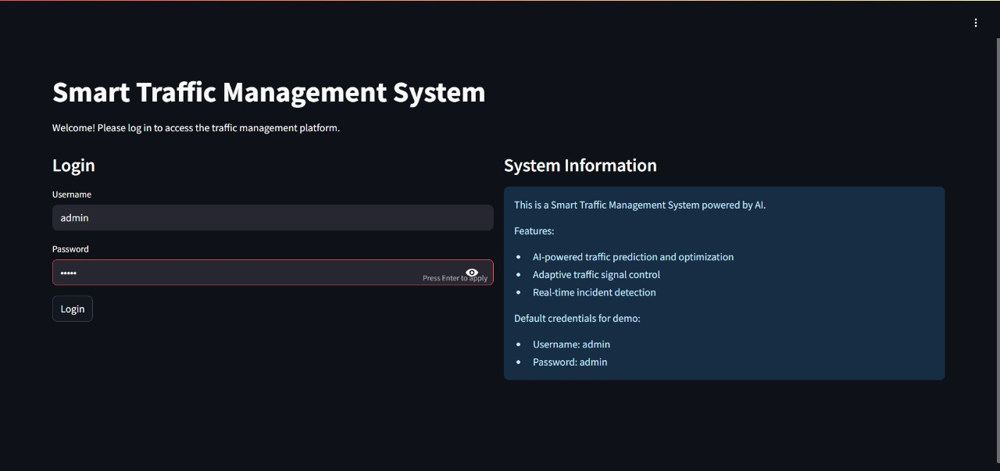 Smart Traffic Management System
Welcome! Please log in to access the traffic management platform.
Login
Username
admin
Password
•••••
Press Enter to apply
Login
System Information
This is a Smart Traffic Management System powered by AI.
Features:
• AI-powered traffic prediction and optimization
• Adaptive traffic signal control
• Real-time incident detection
Default credentials for demo:
• Username: admin
• Password: admin